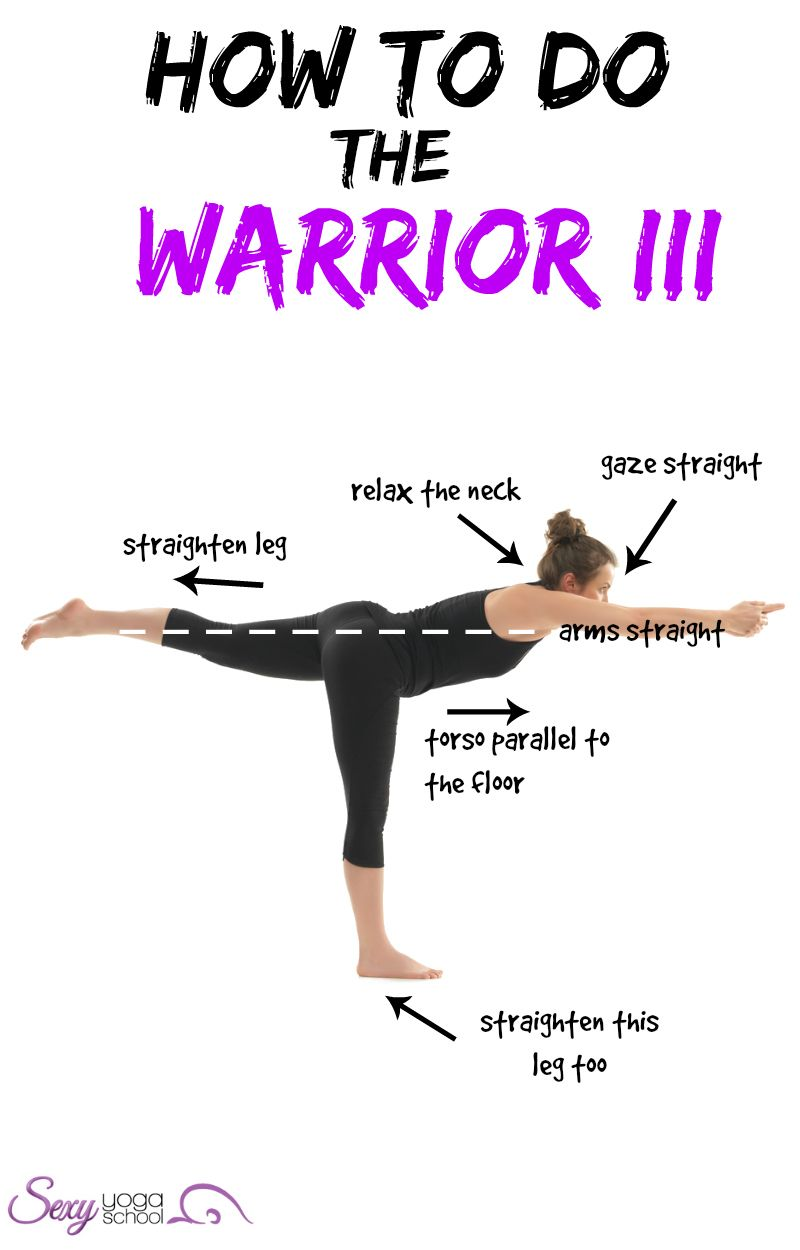 HOW TO DO
THE
WARRIOR III
gaze straight
relax the neck
straighten leg
arms straight
torso parallel to
the floor
straighten this
leg too
Sexy yoga
school